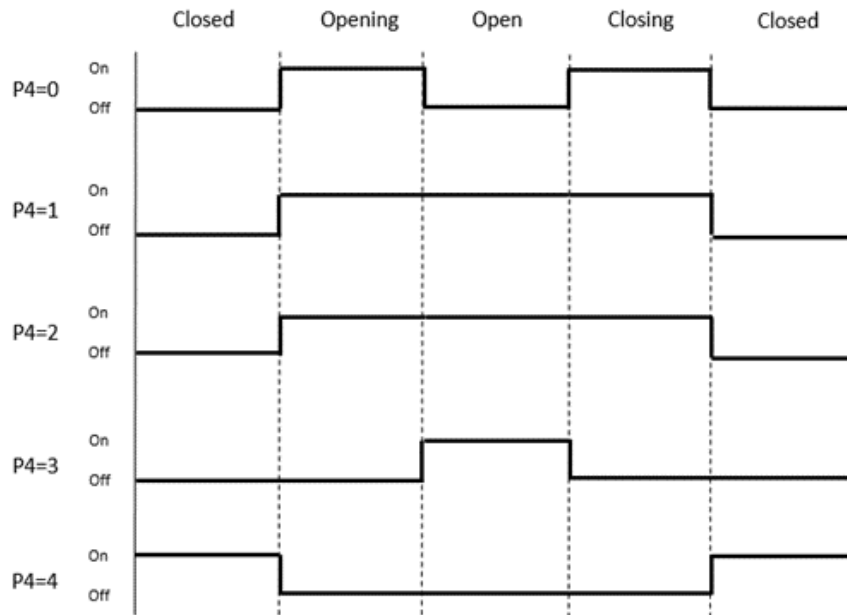 Closed Opening Open Closing Closed
On
P4=0
Off
On
P4=1
Off
On
P4=2
Off
On
P4=3
Off
On
P4=4
Off